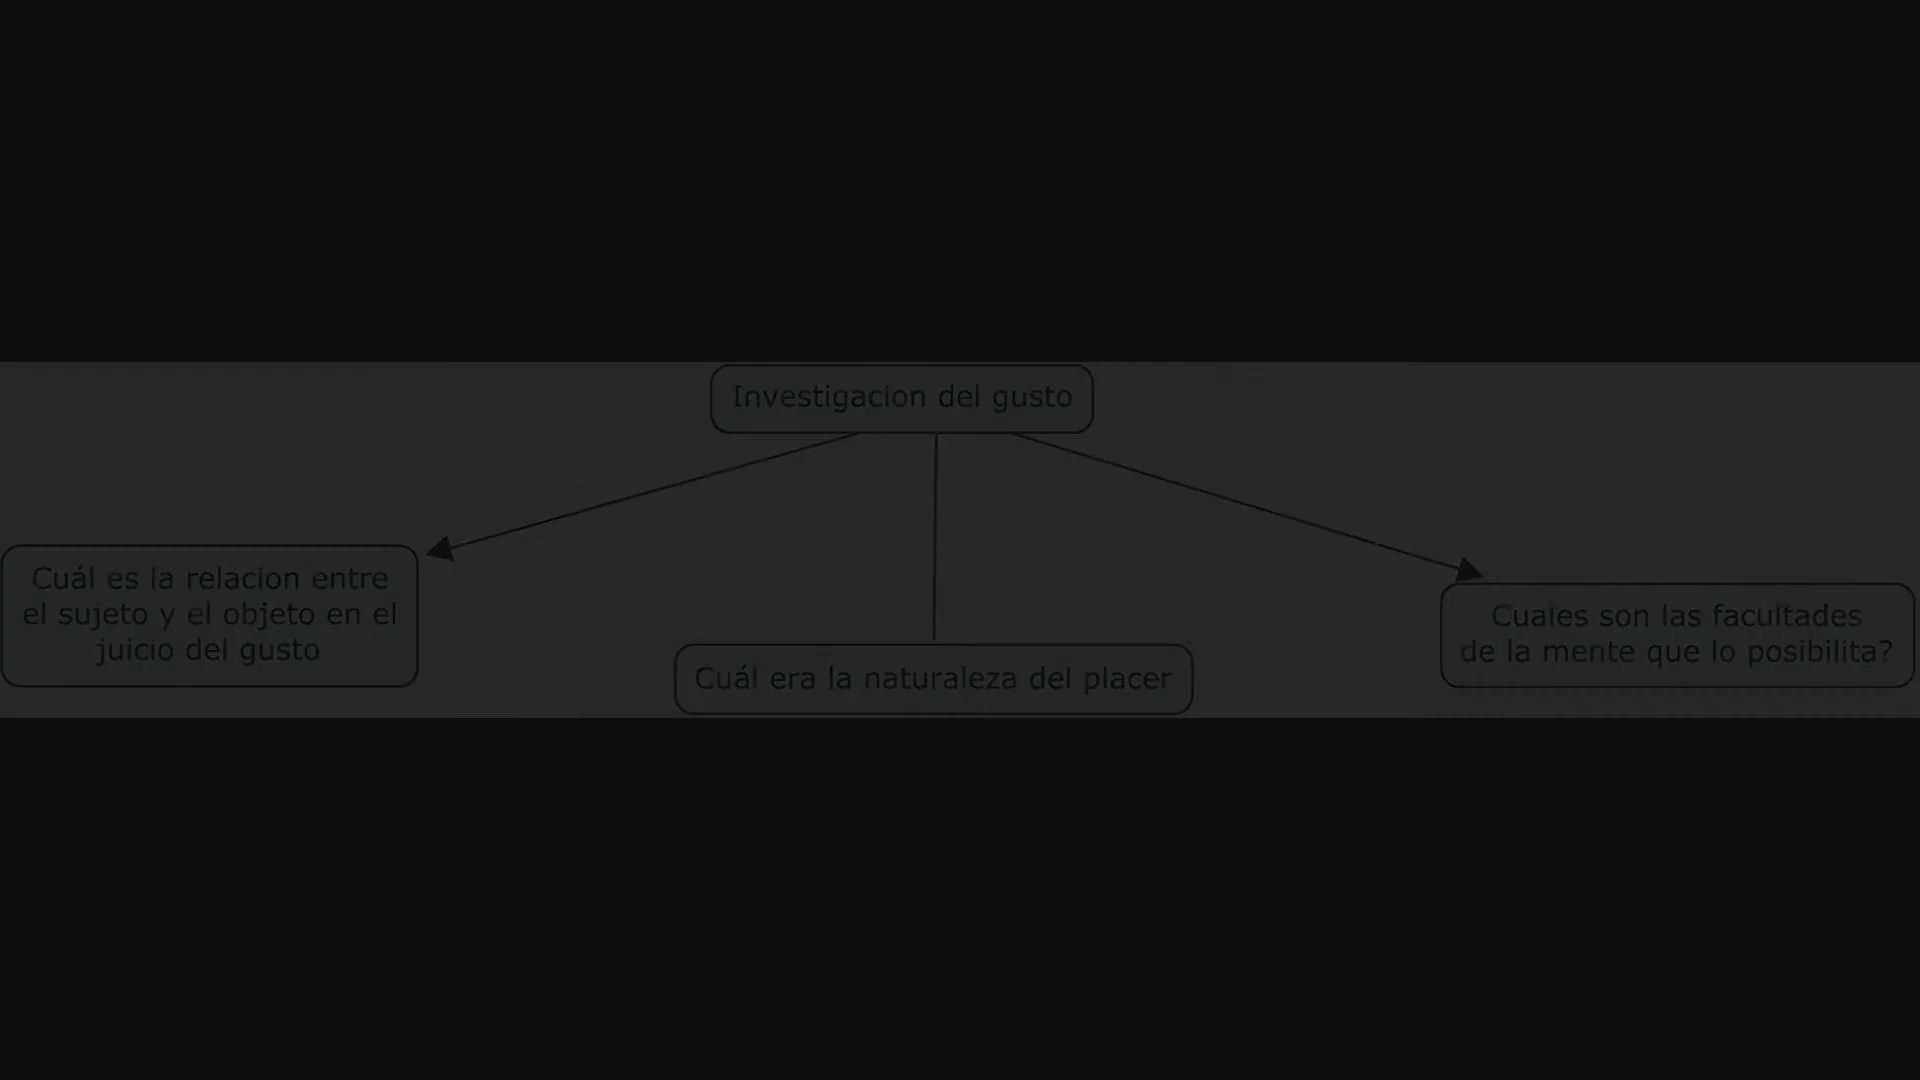 Investigacion del gusto
Cuál es la relacion entre
el sujeto y el objeto en el
juicio del gusto
Cuál era la naturaleza del placer
Cuales son las facultades
de la mente que lo posibilita?